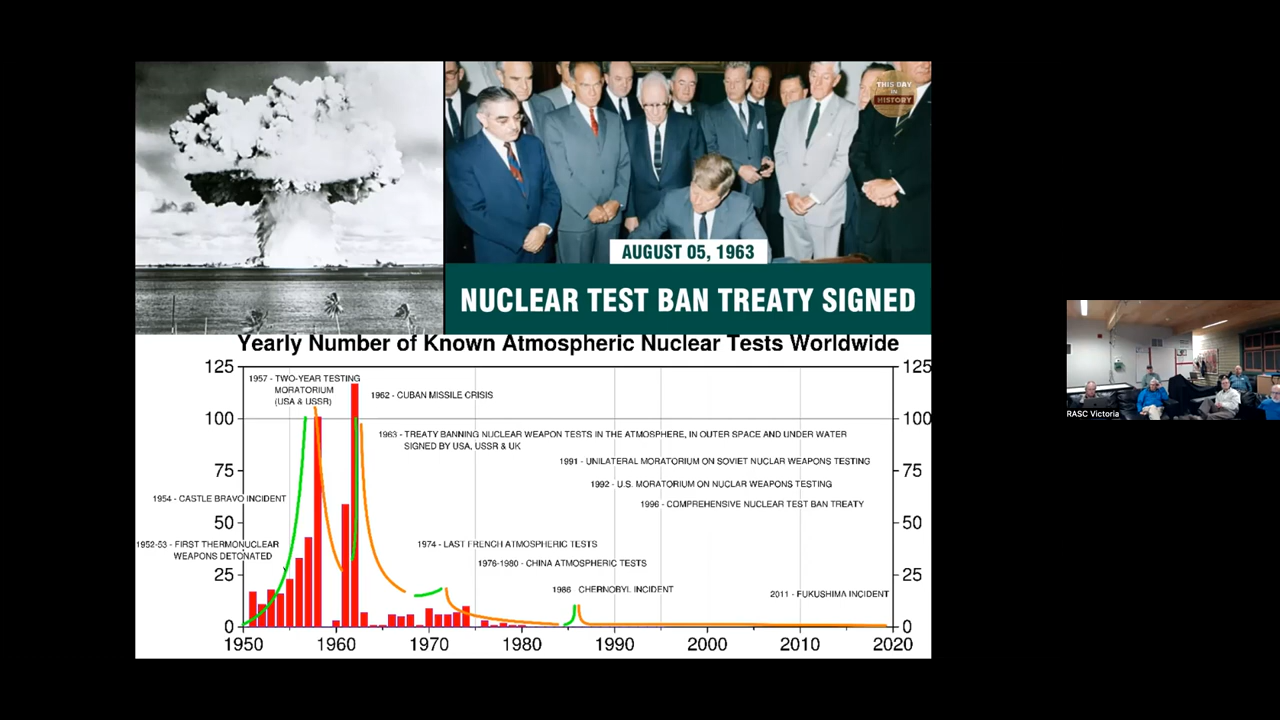 THIS DAY
IN
HISTORY
AUGUST 05, 1963
NUCLEAR TEST BAN TREATY SIGNED
Yearly Number of Known Atmospheric Nuclear Tests Worldwide
125
100
75
50
25
0
125
100
75
50
25
0
1957 - TWO-YEAR TESTING
MORATORIUM
(USA & USSR)
1962 - CUBAN MISSILE CRISIS
1963 - TREATY BANNING NUCLEAR WEAPON TESTS IN THE ATMOSPHERE, IN OUTER SPACE AND UNDER WATER
SIGNED BY USA, USSR & UK
1991 - UNILATERAL MORATORIUM ON SOVIET NUCLAR WEAPONS TESTING
1992 - U.S. MORATORIUM ON NUCLAR WEAPONS TESTING
1954 - CASTLE BRAVO INCIDENT
1996 - COMPREHENSIVE NUCLEAR TEST BAN TREATY
1952-53 - FIRST THERMONUCLEAR
WEAPONS DETONATED
1974 - LAST FRENCH ATMOSPHERIC TESTS
1976-1980 - CHINA ATMOSPHERIC TESTS
1986 CHERNOBYL INCIDENT
2011 - FUKUSHIMA INCIDENT
1950 1960 1970 1980 1990 2000 2010 2020
RASC Victoria